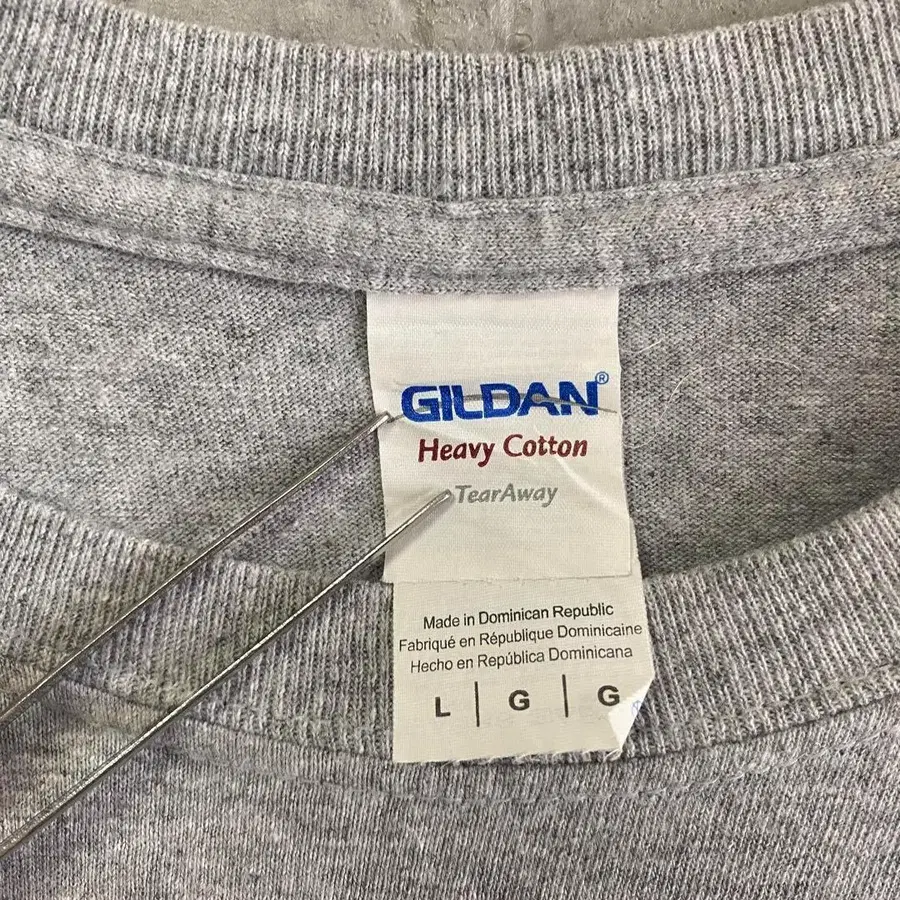 GILDAN®
Heavy Cotton
TearAway
Made in Dominican Republic
Fabriqué en République Dominicaine
Hecho en República Dominicana
L | G | G